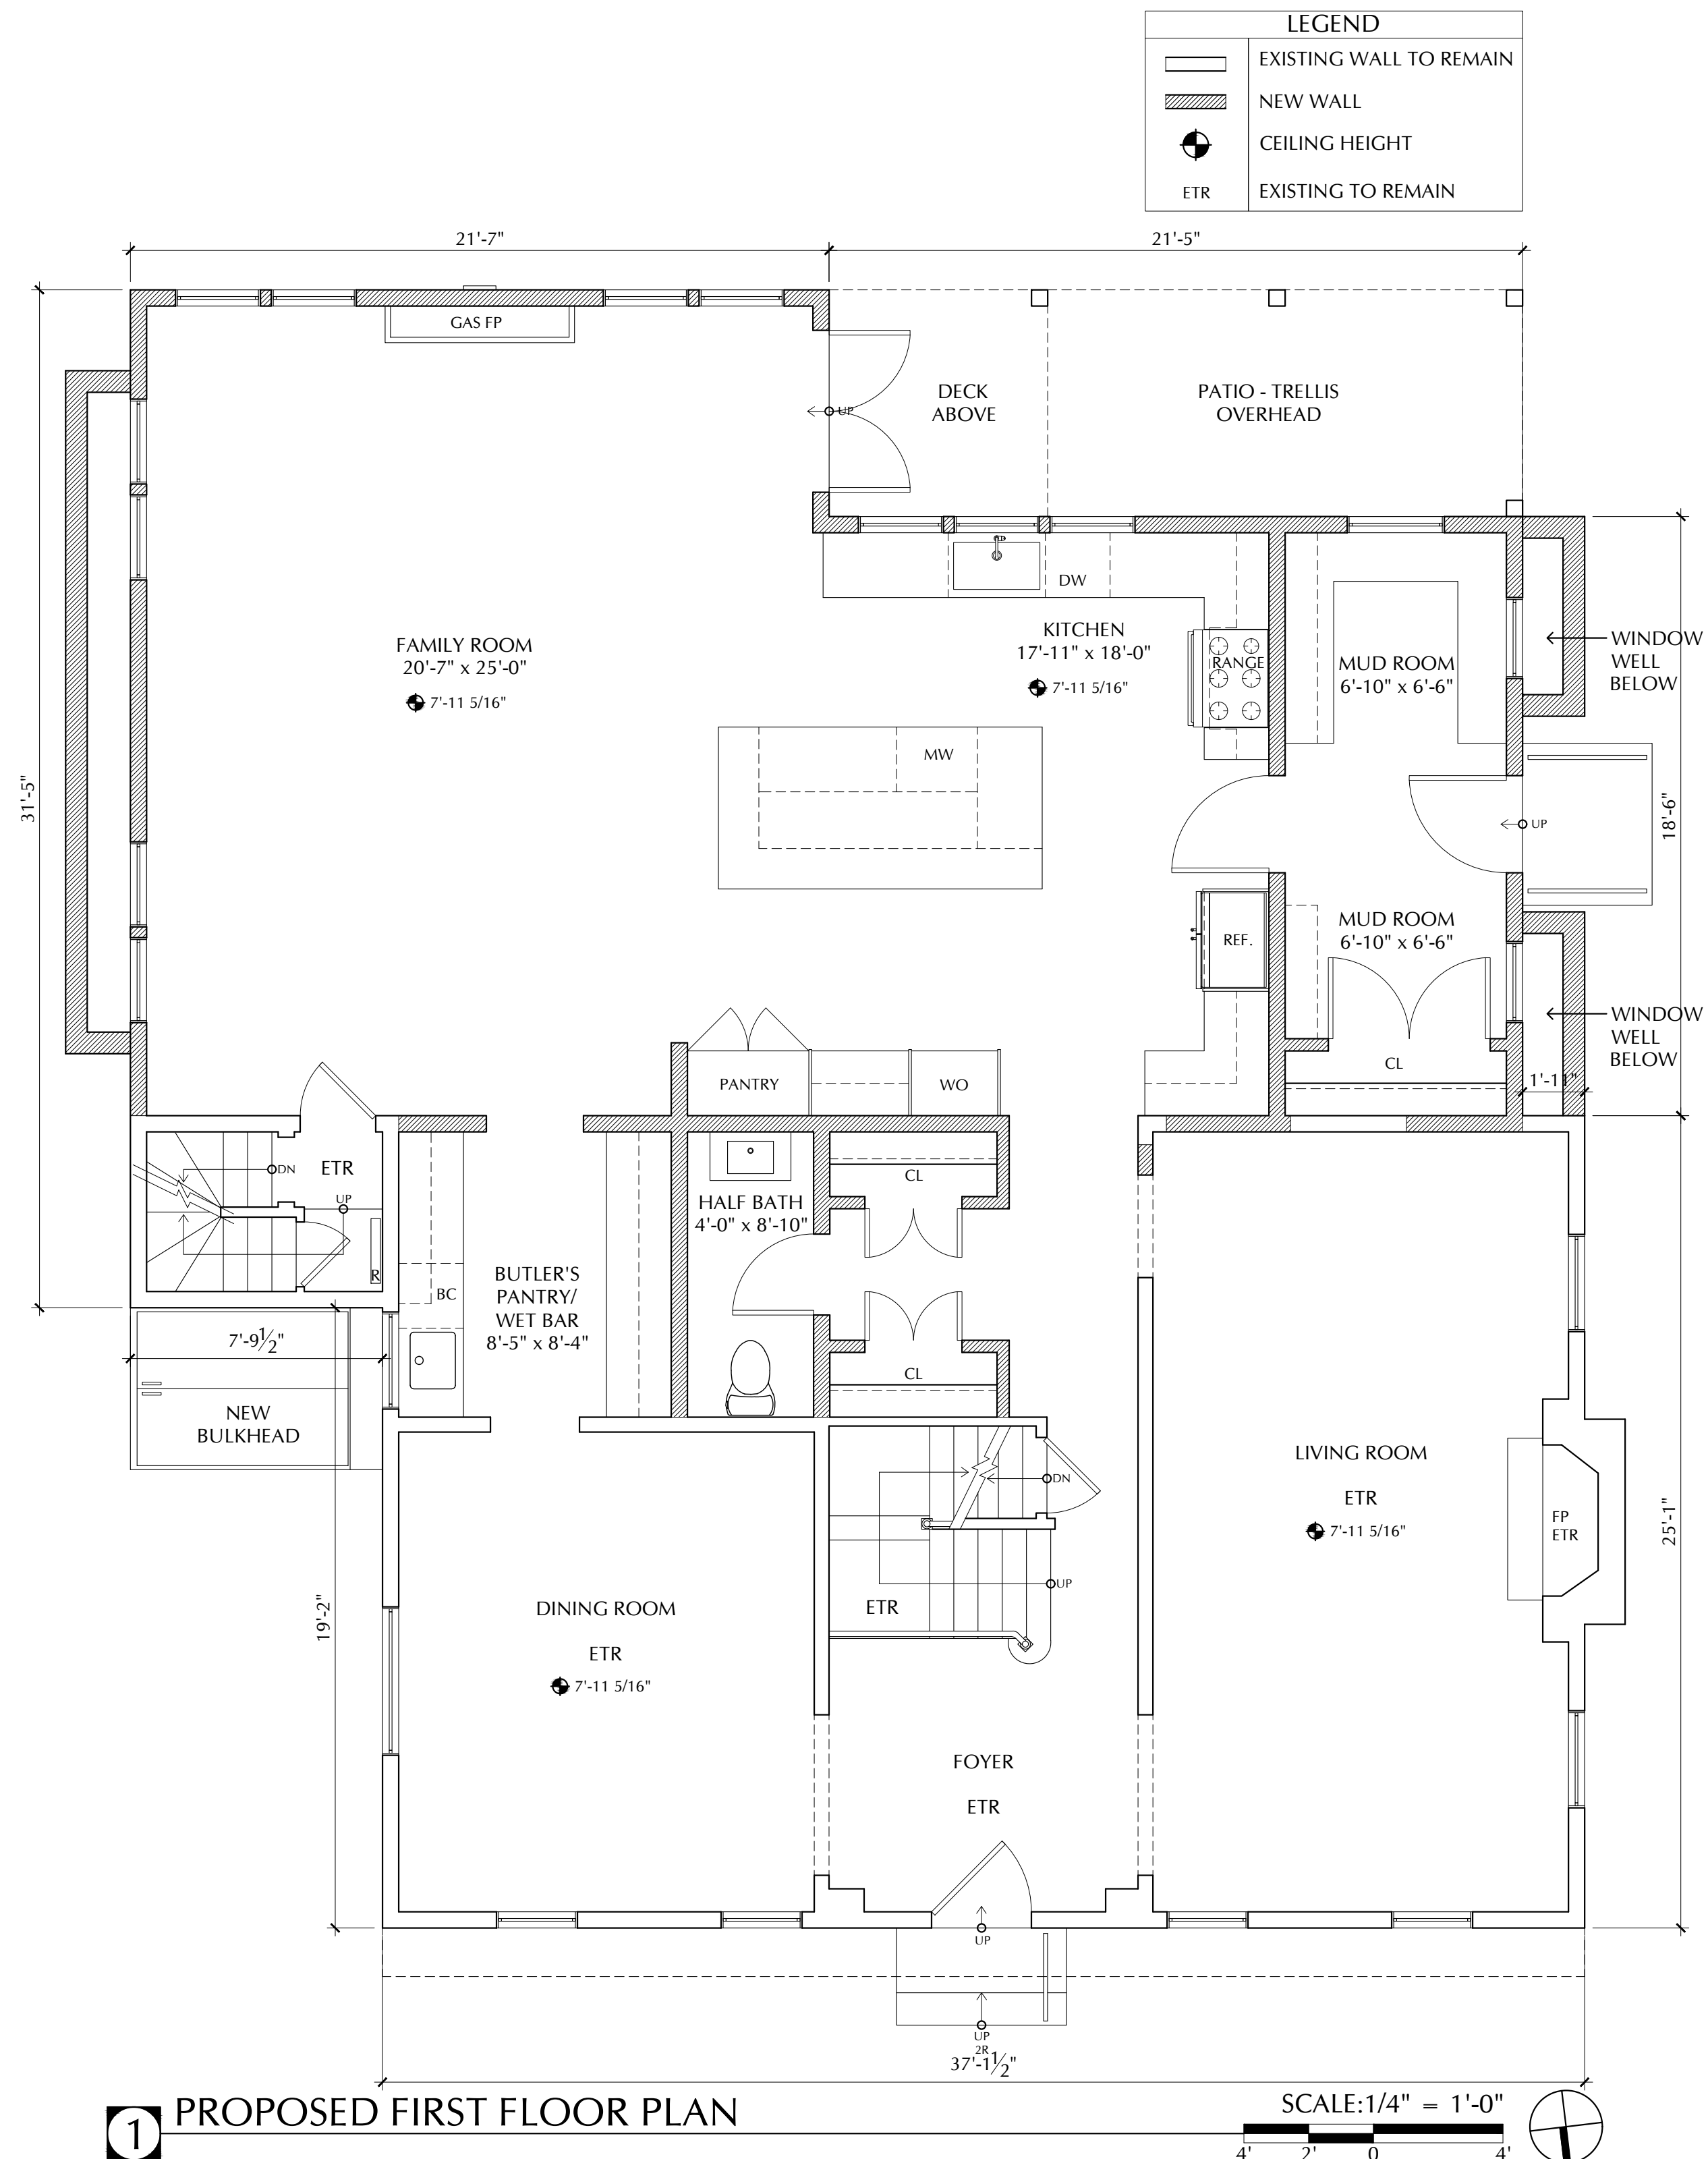 LEGEND
EXISTING WALL TO REMAIN
NEW WALL
CEILING HEIGHT
ETR EXISTING TO REMAIN
21'-7"
21'-5"
GAS FP
DECK
ABOVE
PATIO - TRELLIS
OVERHEAD
UP
DW
FAMILY ROOM
20'-7" x 25'-0"
7'-11 5/16"
KITCHEN
17'-11" x 18'-0"
7'-11 5/16"
RANGE
MUD ROOM
6'-10" x 6'-6"
WINDOW
WELL
BELOW
MW
31'-5"
18'-6"
UP
REF.
MUD ROOM
6'-10" x 6'-6"
WINDOW
WELL
BELOW
CL
1'-11"
PANTRY
WO
DN
ETR
UP
R
HALF BATH
4'-0" x 8'-10"
CL
BC
BUTLER'S
PANTRY/
WET BAR
8'-5" x 8'-4"
7'-9 1/2"
CL
NEW
BULKHEAD
LIVING ROOM
ETR
7'-11 5/16"
DN
FP
ETR
25'-1"
UP
ETR
19'-2"
DINING ROOM
ETR
7'-11 5/16"
FOYER
ETR
UP
UP
2R
37'-1 1/2"
1 PROPOSED FIRST FLOOR PLAN
SCALE:1/4" = 1'-0"
4' 2' 0 4'